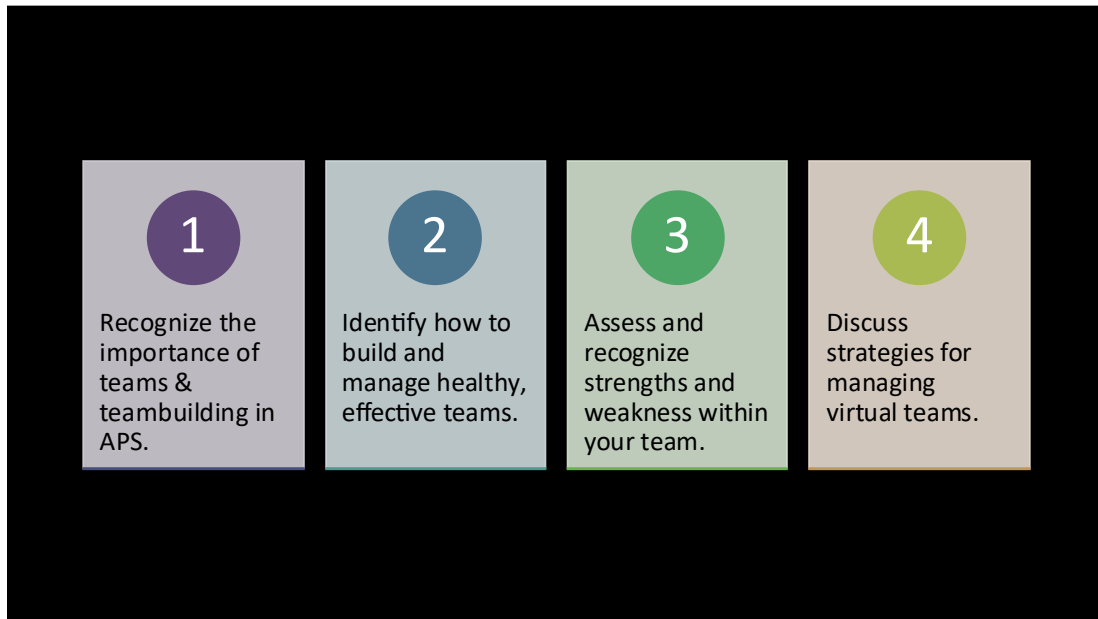 1
Recognize the
importance of
teams &
teambuilding in
APS.
2
Identify how to
build and
manage healthy,
effective teams.
3
Assess and
recognize
strengths and
weakness within
your team.
4
Discuss
strategies for
managing
virtual teams.